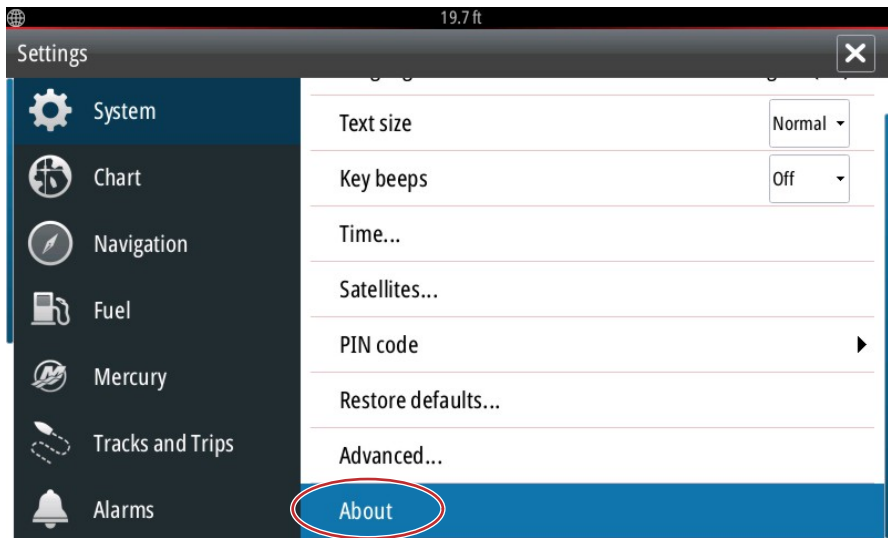 19.7 ft
Settings
System
Chart
Navigation
Fuel
Mercury
Tracks and Trips
Alarms
Text size Normal
Key beeps Off
Time...
Satellites...
PIN code
Restore defaults...
Advanced...
About